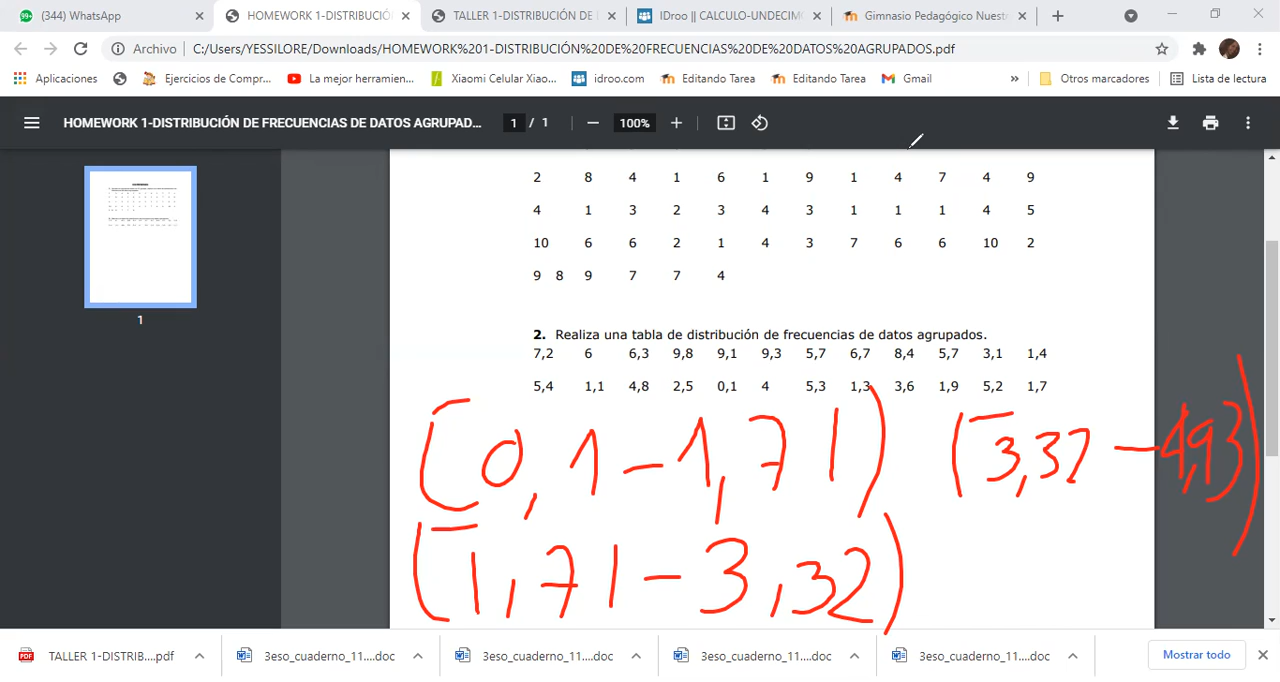 (344) WhatsApp
HOMEWORK 1-DISTRIBUCIÓ
TALLER 1-DISTRIBUCIÓN DE
IDroo || CALCULO-UNDECIM
Gimnasio Pedagógico Nuest
Archivo
C:/Users/YESSILORE/Downloads/HOMEWORK%201-DISTRIBUCIÓN%20DE%20FRECUENCIAS%20DE%20DATOS%20AGRUPADOS.pdf
Aplicaciones
Ejercicios de Compr...
La mejor herramien...
Xiaomi Celular Xiao...
idroo.com
Editando Tarea
Editando Tarea
Gmail
»
Otros marcadores
Lista de lectura
HOMEWORK 1-DISTRIBUCIÓN DE FRECUENCIAS DE DATOS AGRUPAD...
1 / 1
100%
2 8 4 1 6 1 9 1 4 7 4 9
4 1 3 2 3 4 3 1 1 1 4 5
10 6 6 2 1 4 3 7 6 6 10 2
9 8 9 7 7 4
1
2. Realiza una tabla de distribución de frecuencias de datos agrupados.
7,2 6 6,3 9,8 9,1 9,3 5,7 6,7 8,4 5,7 3,1 1,4
5,4 1,1 4,8 2,5 0,1 4 5,3 1,3 3,6 1,9 5,2 1,7
[0,1 – 1,71)
[3,32 – 4,93)
[1,71 – 3,32)
TALLER 1-DISTRIB....pdf
3eso_cuaderno_11....doc
3eso_cuaderno_11....doc
3eso_cuaderno_11....doc
3eso_cuaderno_11....doc
Mostrar todo